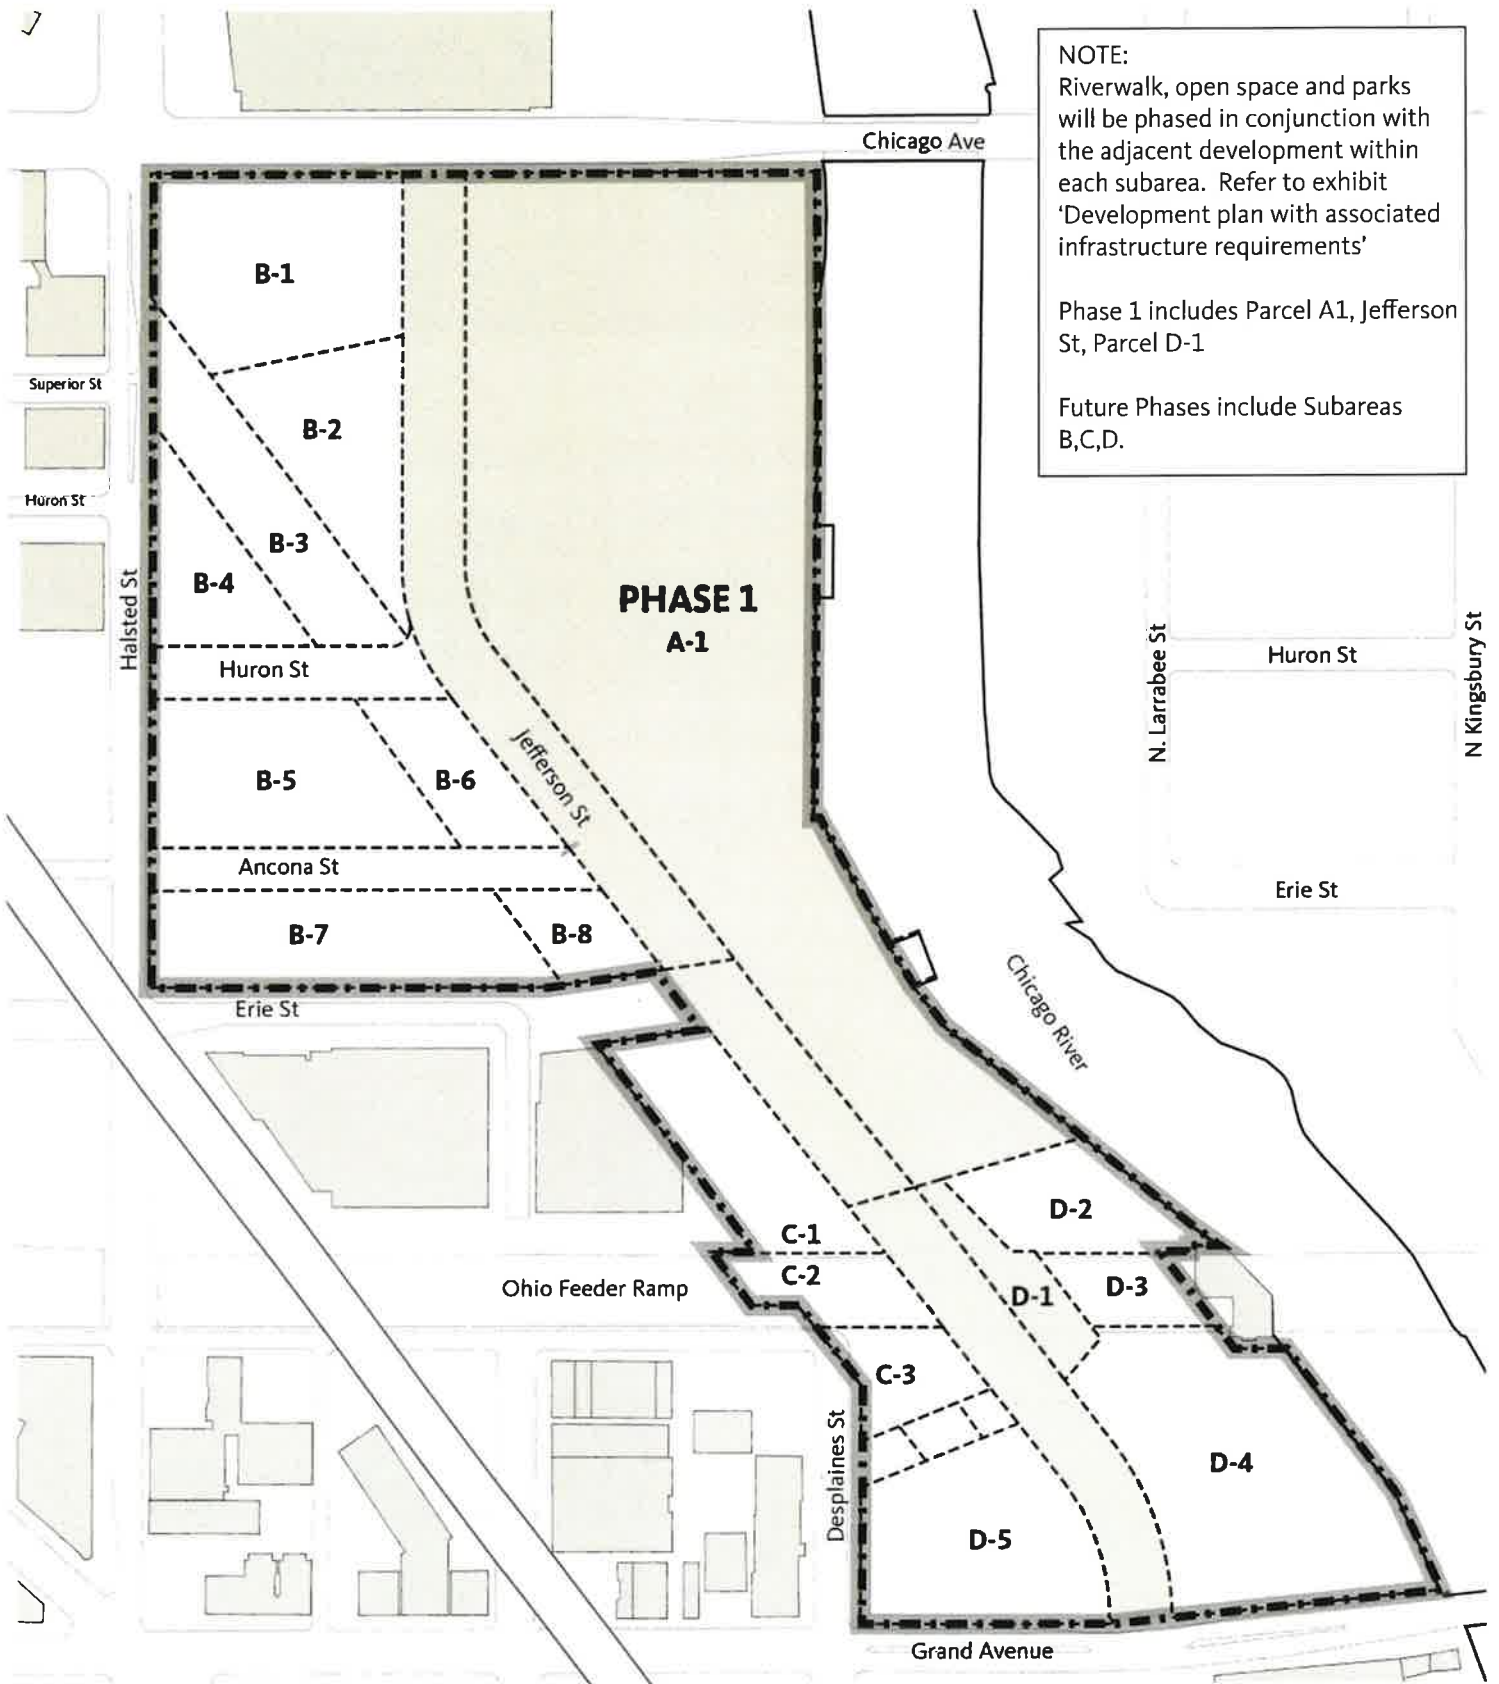 NOTE:
Riverwalk, open space and parks
will be phased in conjunction with
the adjacent development within
each subarea.  Refer to exhibit
‘Development plan with associated
infrastructure requirements’
Phase 1 includes Parcel A1, Jefferson
St, Parcel D-1
Future Phases include Subareas
B,C,D.
Chicago Ave
B-1
Superior St
B-2
Huron St
B-3
B-4
Halsted St
PHASE 1
A-1
Huron St
N. Larrabee St
Huron St
N Kingsbury St
Jefferson St
B-5
B-6
Ancona St
Erie St
B-7
B-8
Chicago River
Erie St
D-2
C-1
C-2
Ohio Feeder Ramp
D-1
D-3
C-3
Desplaines St
D-4
D-5
Grand Avenue